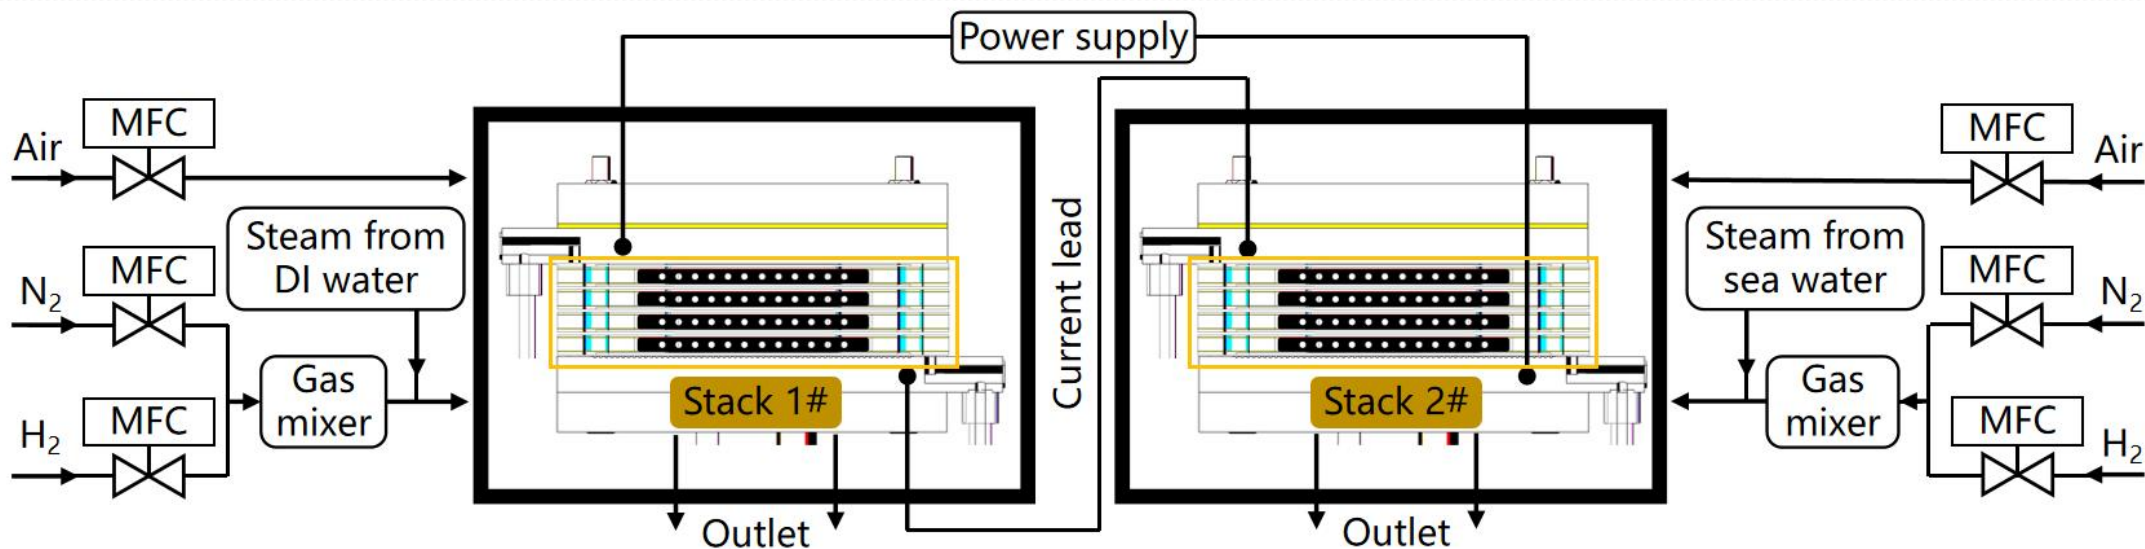 Power supply
MFC
Air
Steam from
DI water
MFC
N₂
Gas
mixer
MFC
H₂
Stack 1#
Outlet
Current lead
Stack 2#
Outlet
MFC
Air
Steam from
sea water
MFC
N₂
Gas
mixer
MFC
H₂